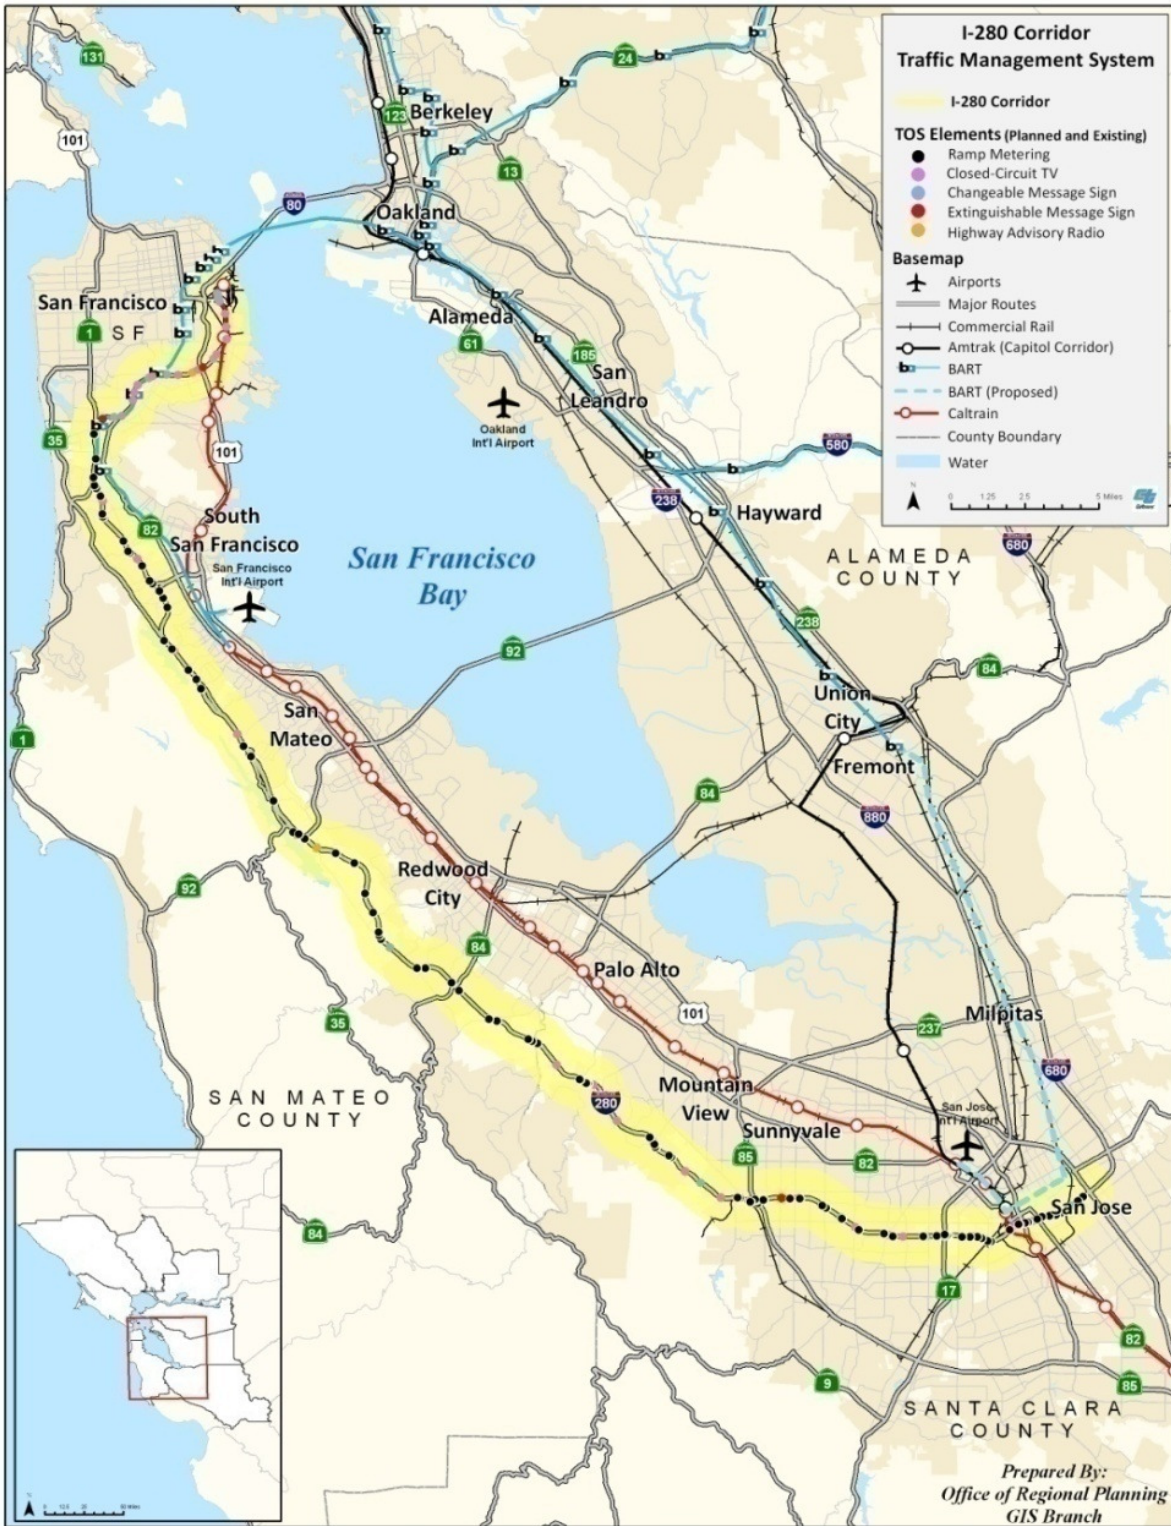 I-280 Corridor
Traffic Management System
I-280 Corridor
TOS Elements (Planned and Existing)
Ramp Metering
Closed-Circuit TV
Changeable Message Sign
Extinguishable Message Sign
Highway Advisory Radio
Basemap
Airports
Major Routes
Commercial Rail
Amtrak (Capitol Corridor)
BART
BART (Proposed)
Caltrain
County Boundary
Water
N
0 1.25 2.5 5 Miles
131
101
24
123
Berkeley
13
80
Oakland
San Francisco
1
S F
Alameda
61
185
San
Leandro
Oakland
Int'l Airport
35
101
580
238
Hayward
82
South
San Francisco
San Francisco
Int'l Airport
San Francisco
Bay
ALAMEDA
COUNTY
680
238
92
84
Union
City
San
Mateo
1
Fremont
84
880
Redwood
City
92
84
Palo Alto
101
Milpitas
237
35
680
SAN MATEO
COUNTY
280
Mountain
View
Sunnyvale
San Jose
Int'l Airport
85
82
San Jose
84
17
82
9
85
SANTA CLARA
COUNTY
Prepared By:
Office of Regional Planning
GIS Branch
N